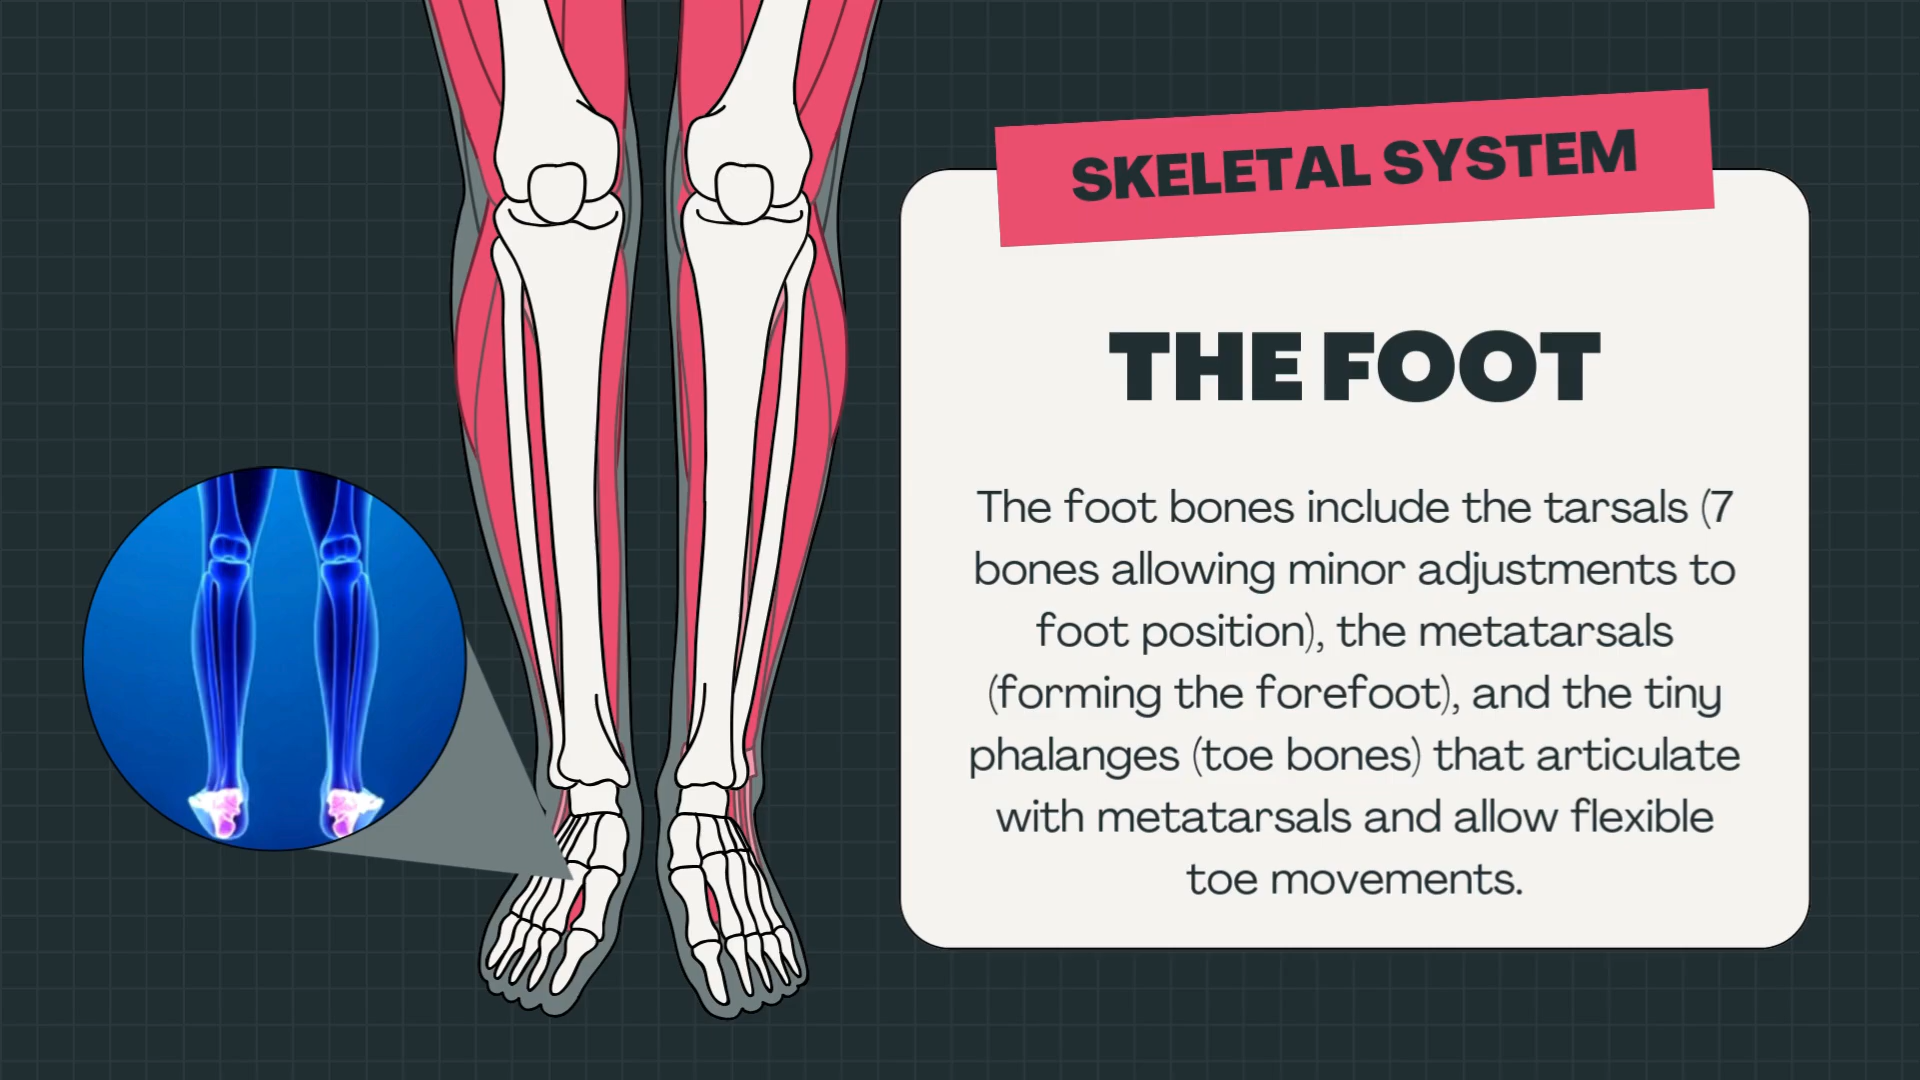 SKELETAL SYSTEM
THE FOOT
The foot bones include the tarsals (7
bones allowing minor adjustments to
foot position), the metatarsals
(forming the forefoot), and the tiny
phalanges (toe bones) that articulate
with metatarsals and allow flexible
toe movements.